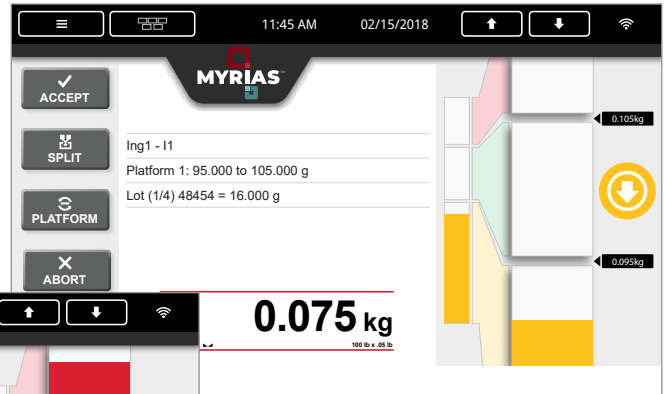 11:45 AM 02/15/2018
MYRIAS™
ACCEPT
SPLIT
PLATFORM
ABORT
Ing1 - I1
Platform 1: 95.000 to 105.000 g
Lot (1/4) 48454 = 16.000 g
0.105kg
0.095kg
0.075 kg
100 lb x .05 lb